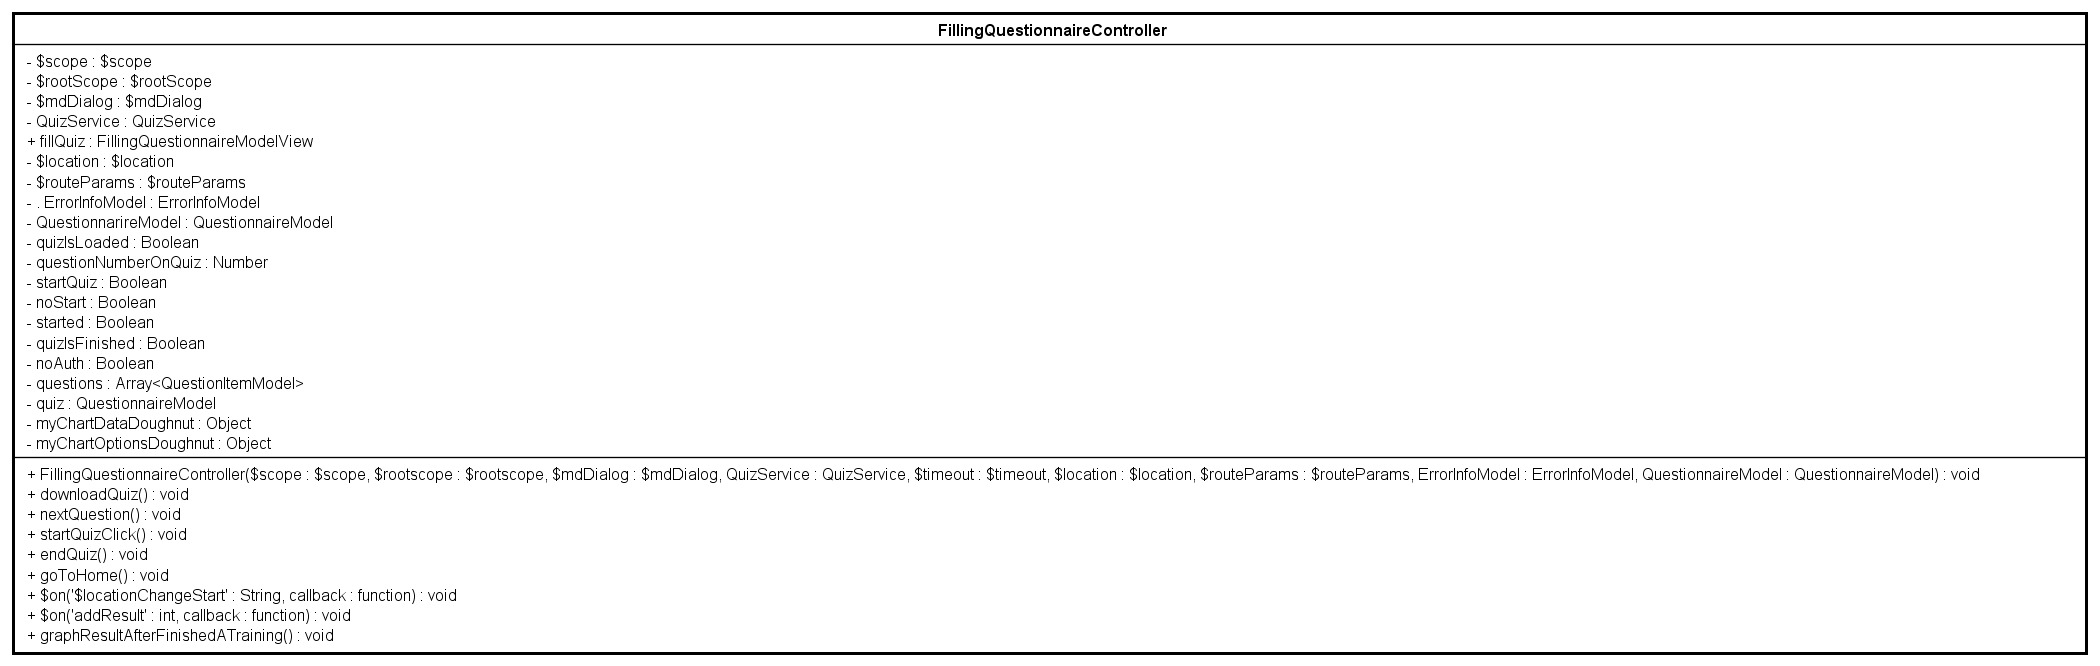 FillingQuestionnaireController
- $scope : $scope
- $rootScope : $rootScope
- $mdDialog : $mdDialog
- QuizService : QuizService
+ fillQuiz : FillingQuestionnaireModelView
- $location : $location
- $routeParams : $routeParams
- . ErrorInfoModel : ErrorInfoModel
- QuestionnarireModel : QuestionnaireModel
- quizIsLoaded : Boolean
- questionNumberOnQuiz : Number
- startQuiz : Boolean
- noStart : Boolean
- started : Boolean
- quizIsFinished : Boolean
- noAuth : Boolean
- questions : Array<QuestionItemModel>
- quiz : QuestionnaireModel
- myChartDataDoughnut : Object
- myChartOptionsDoughnut : Object
+ FillingQuestionnaireController($scope : $scope, $rootscope : $rootscope, $mdDialog : $mdDialog, QuizService : QuizService, $timeout : $timeout, $location : $location, $routeParams : $routeParams, ErrorInfoModel : ErrorInfoModel, QuestionnaireModel : QuestionnaireModel) : void
+ downloadQuiz() : void
+ nextQuestion() : void
+ startQuizClick() : void
+ endQuiz() : void
+ goToHome() : void
+ $on('$locationChangeStart' : String, callback : function) : void
+ $on('addResult' : int, callback : function) : void
+ graphResultAfterFinishedATraining() : void